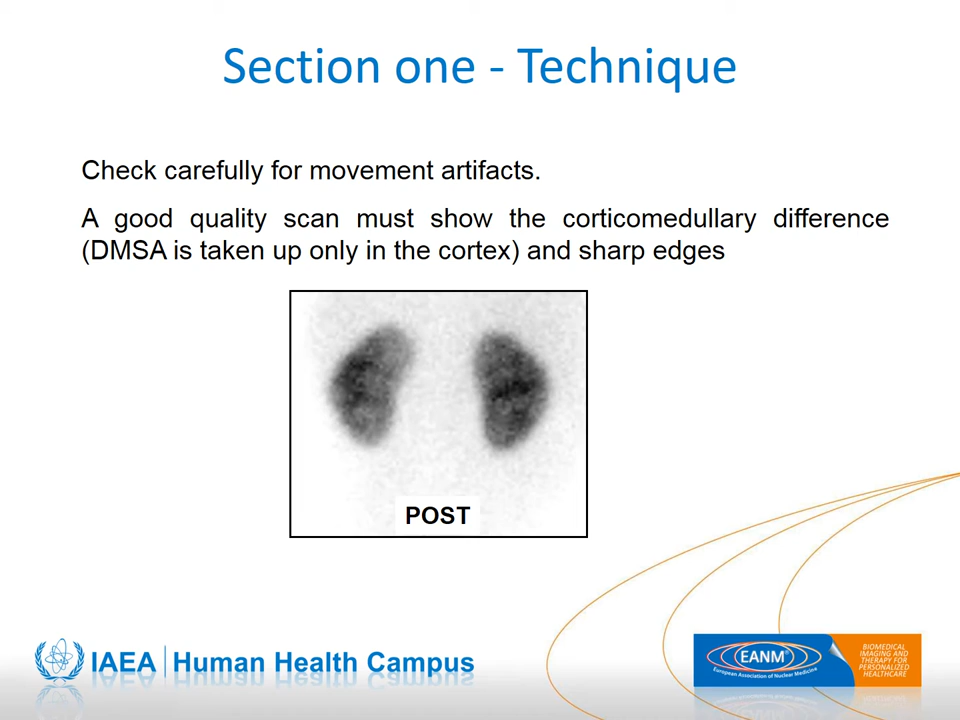 Section one - Technique
Check carefully for movement artifacts.
A good quality scan must show the corticomedullary difference
(DMSA is taken up only in the cortex) and sharp edges
POST
IAEA Human Health Campus
EANM®
European Association of Nuclear Medicine
BIOMEDICAL
IMAGING AND
THERAPY FOR
PERSONALIZED
HEALTHCARE